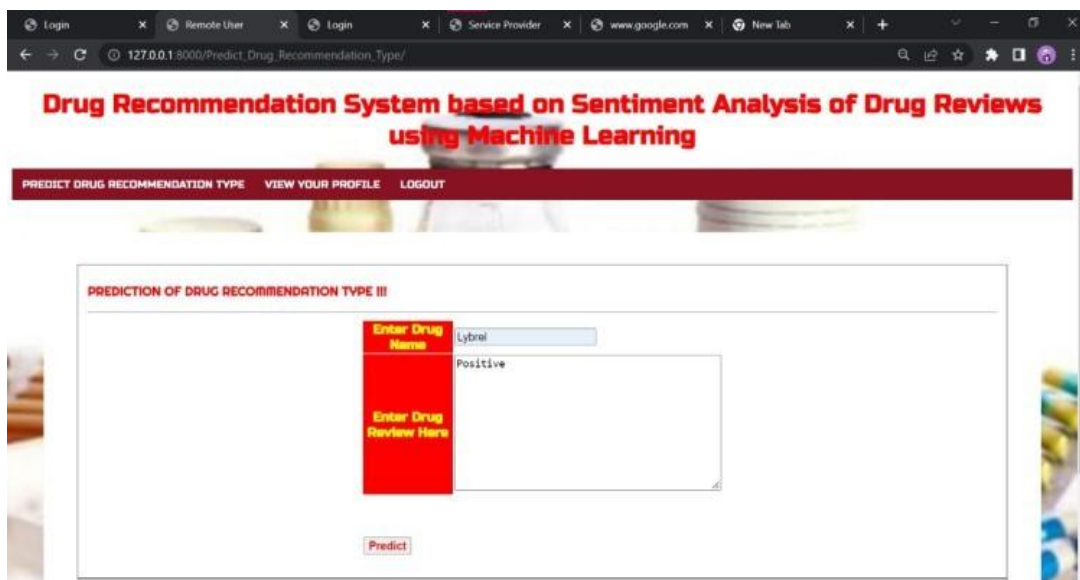 Login
Remote User
Login
Service Provider
www.google.com
New Tab
127.0.0.1:8000/Predict_Drug_Recommendation_Type/
Drug Recommendation System based on Sentiment Analysis of Drug Reviews
using Machine Learning
PREDICT DRUG RECOMMENDATION TYPE VIEW YOUR PROFILE LOGOUT
PREDICTION OF DRUG RECOMMENDATION TYPE !!!
Enter Drug
Name
Lybrel
Positive
Enter Drug
Review Here
Predict